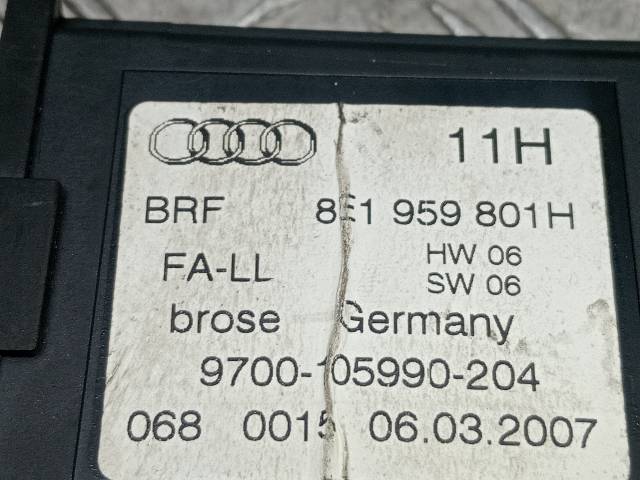 11H
BRF 8E1 959 801H
FA-LL HW 06
SW 06
brose Germany
9700-105990-204
068 0015 06.03.2007